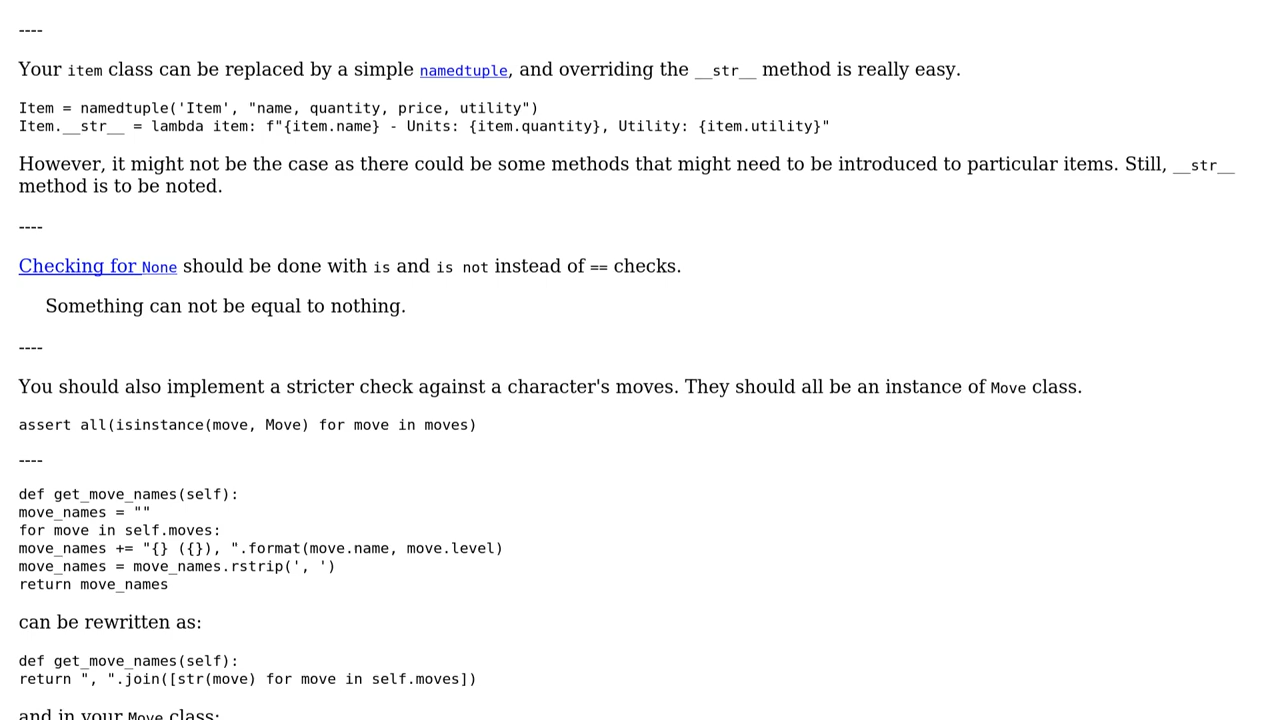 ----
Your item class can be replaced by a simple namedtuple, and overriding the __str__ method is really easy.
Item = namedtuple('Item', "name, quantity, price, utility")
Item.__str__ = lambda item: f"{item.name} - Units: {item.quantity}, Utility: {item.utility}"
However, it might not be the case as there could be some methods that might need to be introduced to particular items. Still, __str__
method is to be noted.
----
Checking for None should be done with is and is not instead of == checks.
Something can not be equal to nothing.
----
You should also implement a stricter check against a character's moves. They should all be an instance of Move class.
assert all(isinstance(move, Move) for move in moves)
----
def get_move_names(self):
move_names = ""
for move in self.moves:
move_names += "{} ({}), ".format(move.name, move.level)
move_names = move_names.rstrip(', ')
return move_names
can be rewritten as:
def get_move_names(self):
return ", ".join([str(move) for move in self.moves])
and in your Move class: